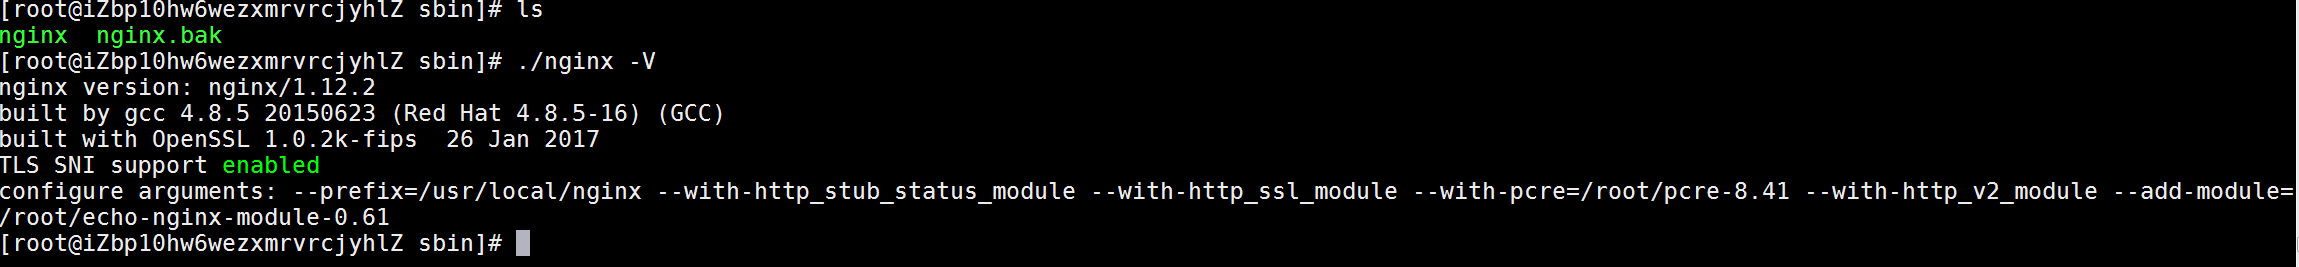 [root@iZbp10hw6wezxmrvrcjyhlZ sbin]# ls
nginx  nginx.bak
[root@iZbp10hw6wezxmrvrcjyhlZ sbin]# ./nginx -V
nginx version: nginx/1.12.2
built by gcc 4.8.5 20150623 (Red Hat 4.8.5-16) (GCC)
built with OpenSSL 1.0.2k-fips  26 Jan 2017
TLS SNI support enabled
configure arguments: --prefix=/usr/local/nginx --with-http_stub_status_module --with-http_ssl_module --with-pcre=/root/pcre-8.41 --with-http_v2_module --add-module=
/root/echo-nginx-module-0.61
[root@iZbp10hw6wezxmrvrcjyhlZ sbin]#